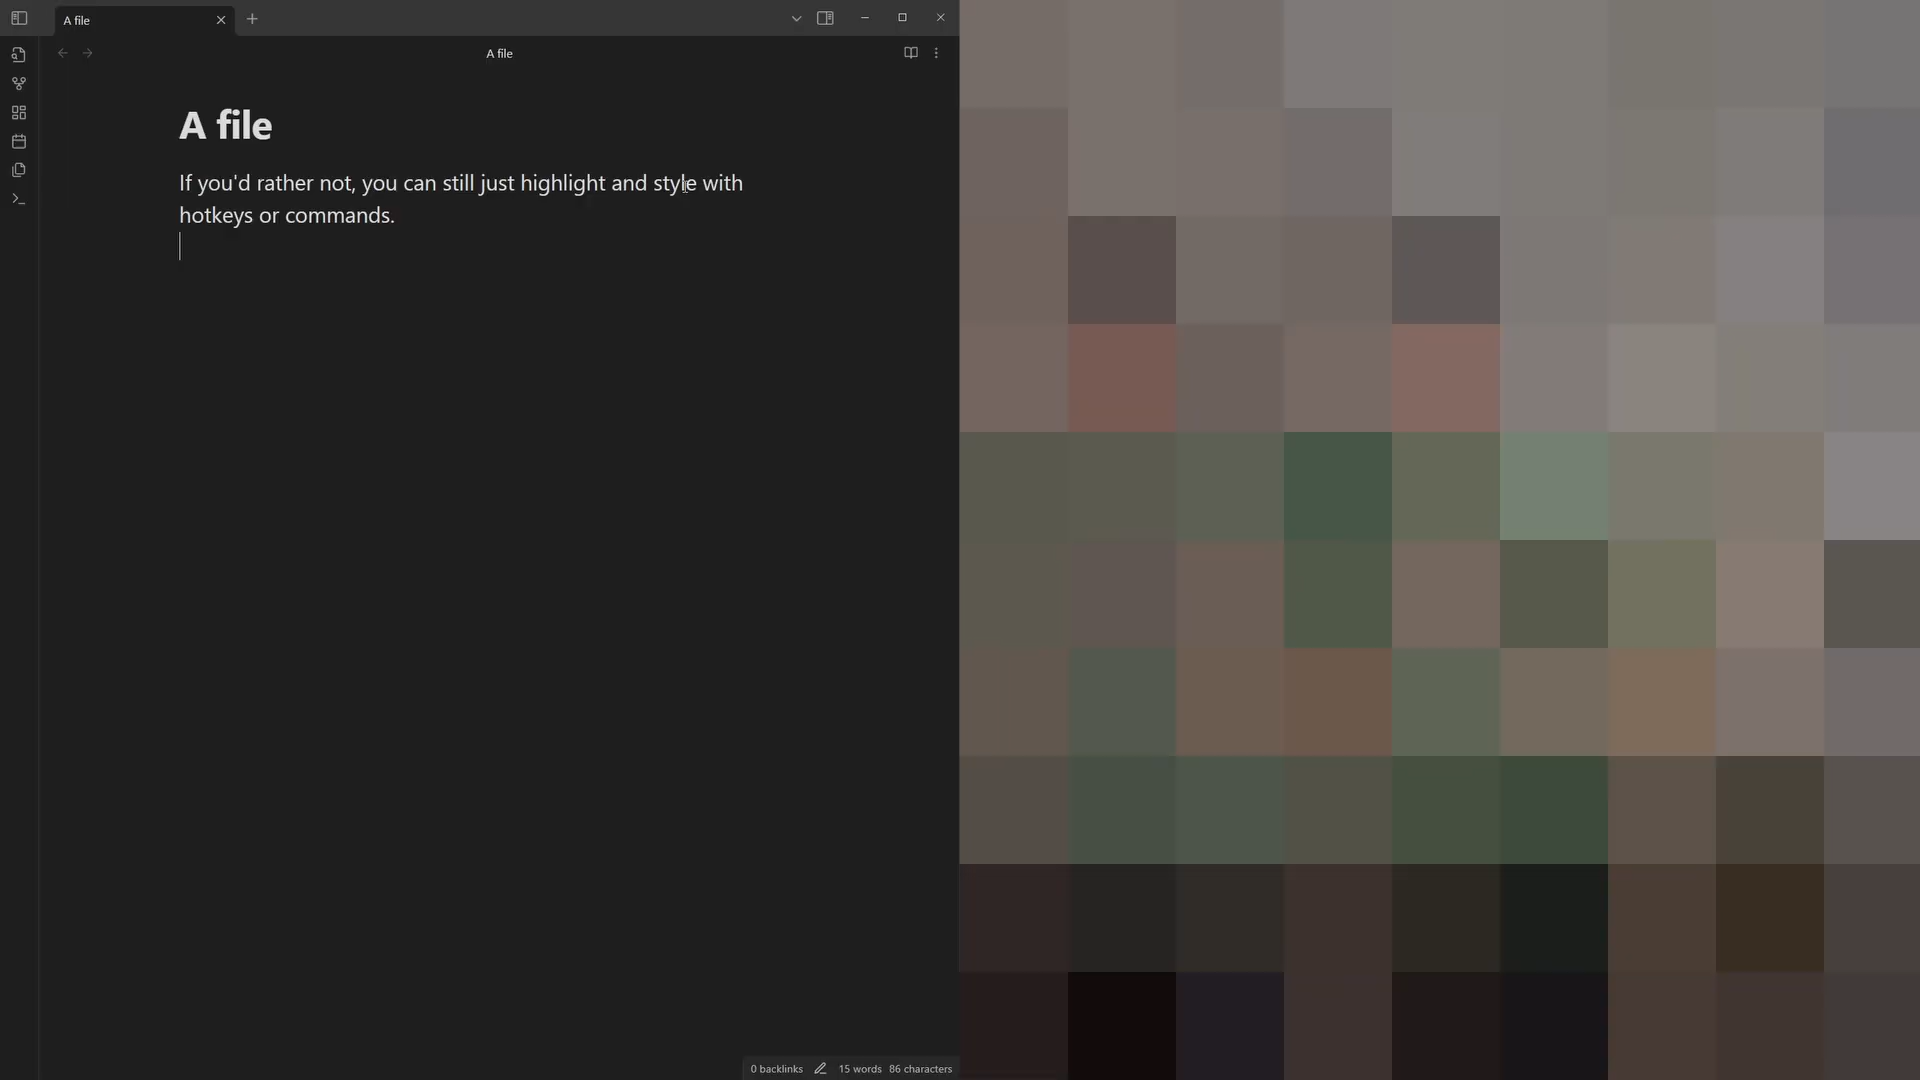 A file
A file
A file
If you'd rather not, you can still just highlight and style with
hotkeys or commands.
0 backlinks 15 words 86 characters